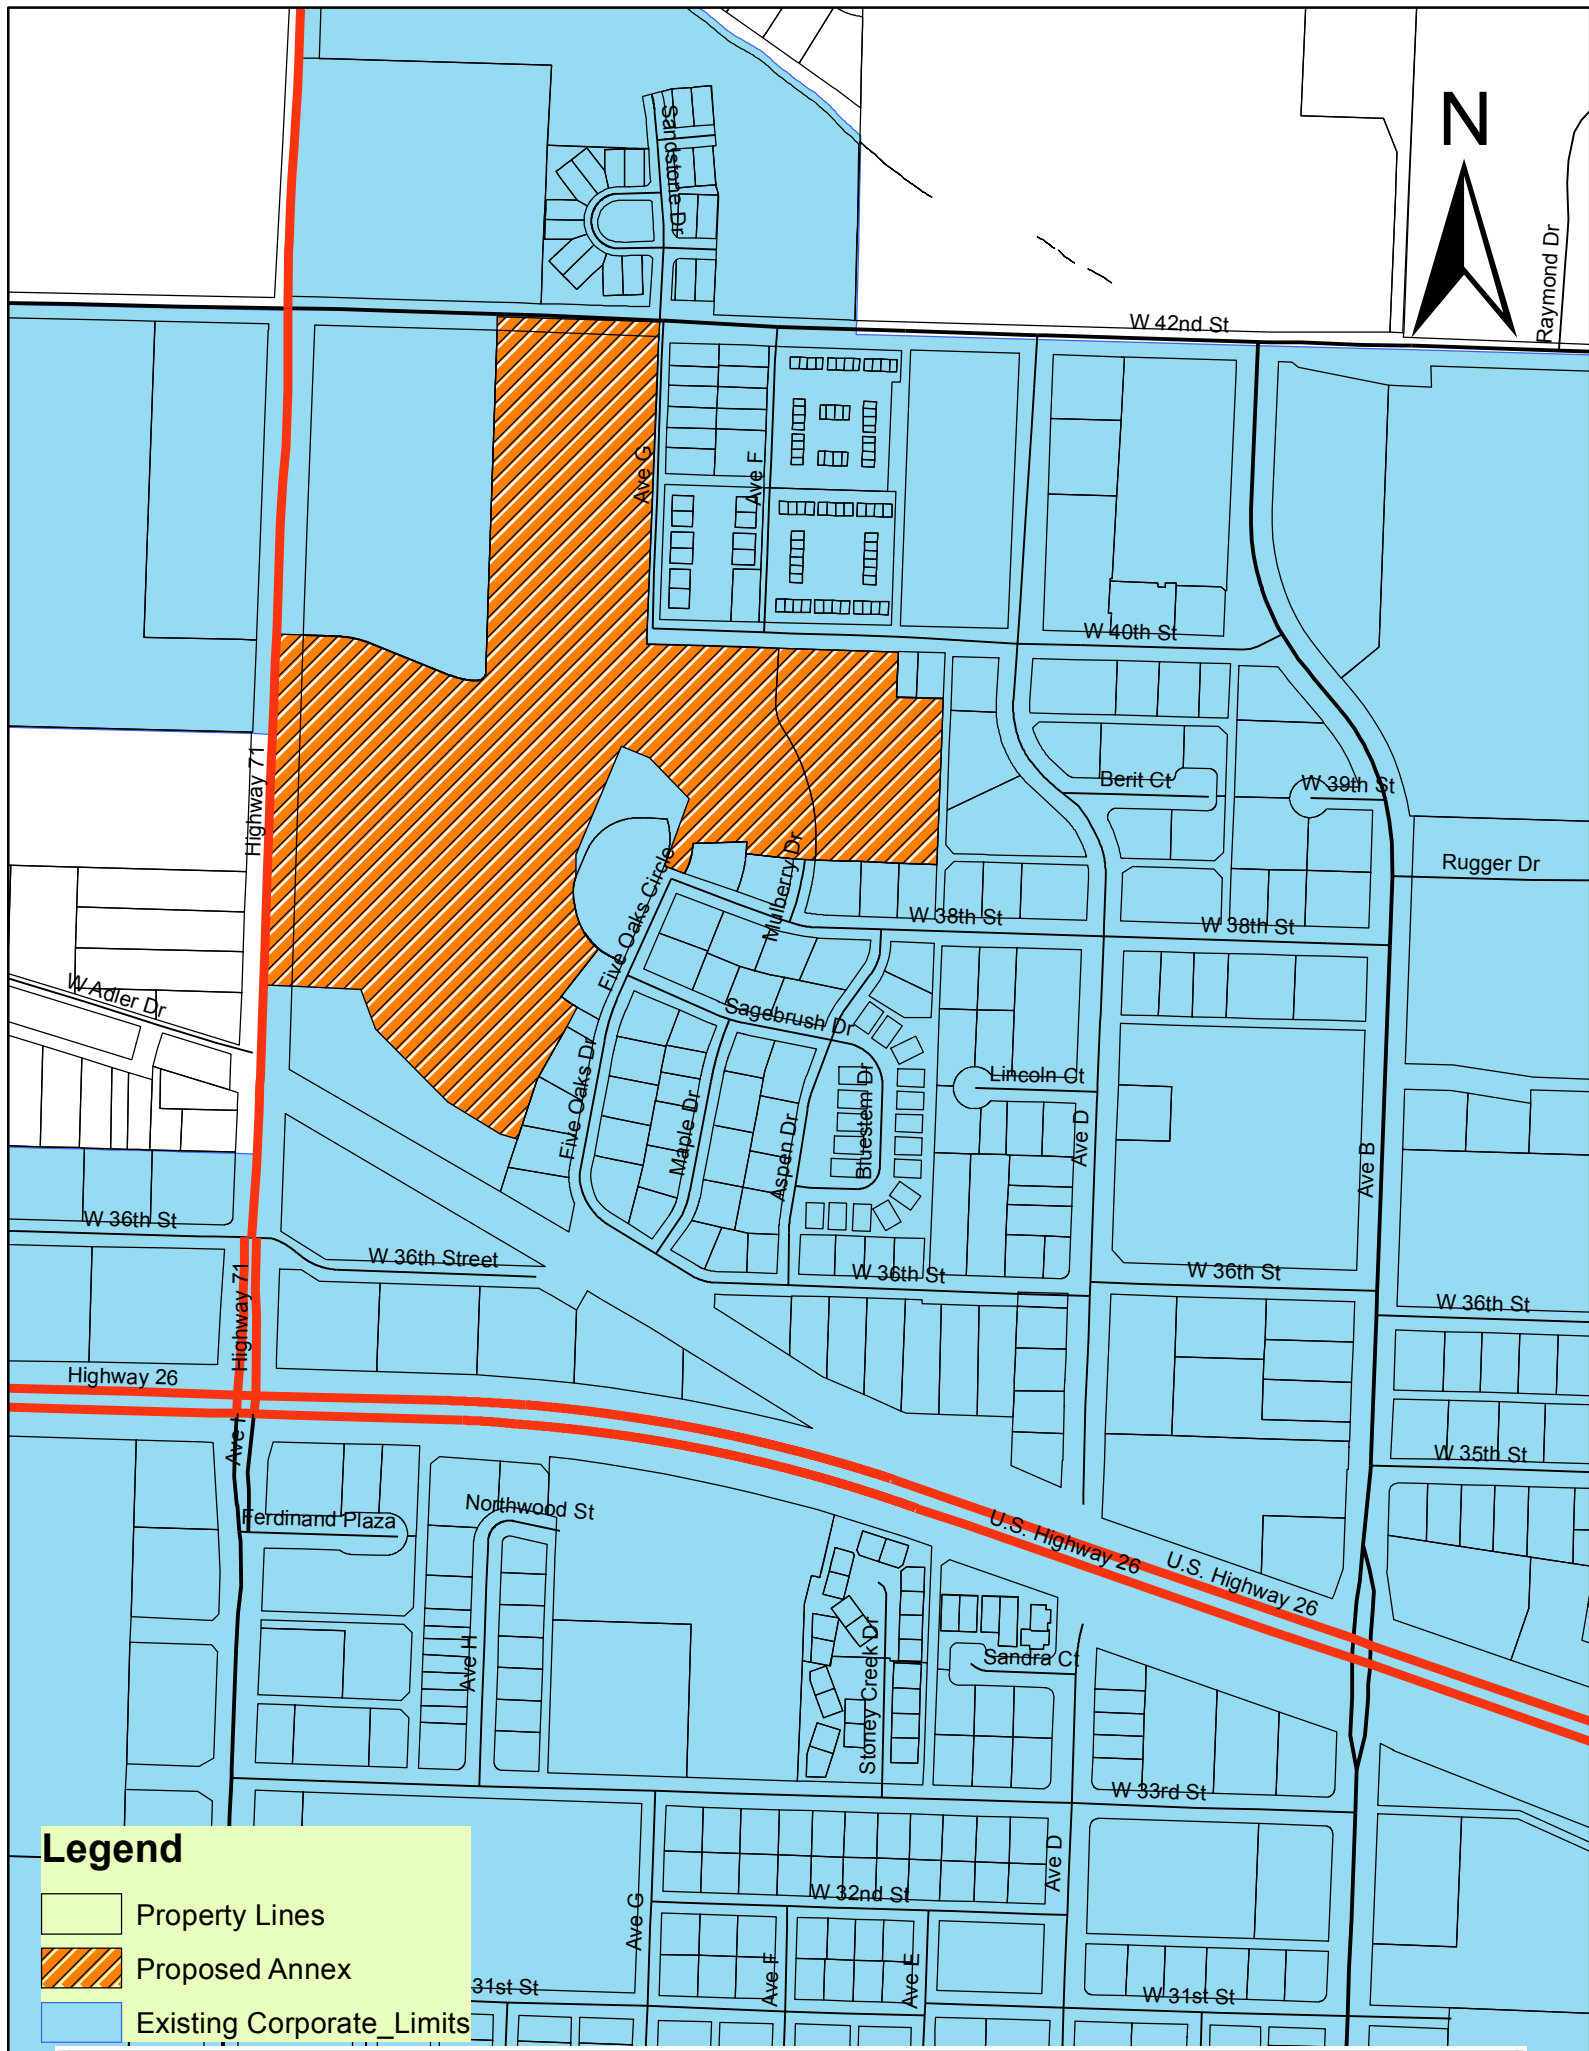 N
Sandstone Dr
Raymond Dr
W 42nd St
Ave G
Ave F
W 40th St
Highway 71
Berit Ct
W 39th St
Rugger Dr
Five Oaks Circle
Mulberry Dr
W 38th St
W 38th St
W Adler Dr
Sagebrush Dr
Five Oaks Dr
Maple Dr
Aspen Dr
Bluestem Dr
Lincoln Ct
Ave D
Ave B
W 36th St
W 36th Street
W 36th St
W 36th St
W 36th St
Highway 71
Highway 26
Ave I
W 35th St
Ferdinand Plaza
Northwood St
U.S. Highway 26
U.S. Highway 26
Ave H
Stoney Creek Dr
Sandra Ct
W 33rd St
Ave D
W 32nd St
Ave G
Ave F
Ave E
31st St
W 31st St
Legend
Property Lines
Proposed Annex
Existing Corporate_Limits